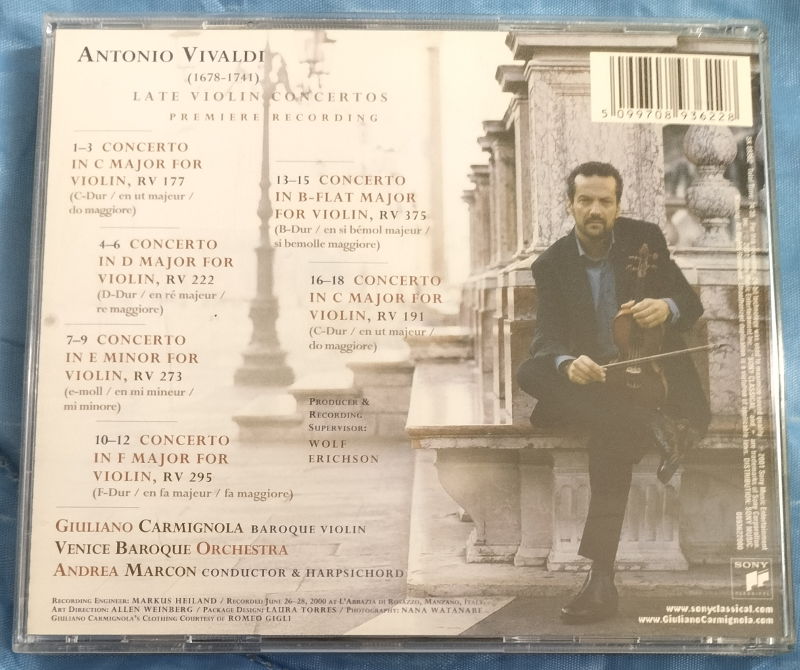 ANTONIO VIVALDI
(1678-1741)
LATE VIOLIN CONCERTOS
PREMIERE RECORDING
1–3 CONCERTO
IN C MAJOR FOR
VIOLIN, RV 177
(C-Dur / en ut majeur /
do maggiore)
4–6 CONCERTO
IN D MAJOR FOR
VIOLIN, RV 222
(D-Dur / en ré majeur /
re maggiore)
7–9 CONCERTO
IN E MINOR FOR
VIOLIN, RV 273
(e-moll / en mi mineur /
mi minore)
10–12 CONCERTO
IN F MAJOR FOR
VIOLIN, RV 295
(F-Dur / en fa majeur / fa maggiore)
13–15 CONCERTO
IN B-FLAT MAJOR
FOR VIOLIN, RV 375
(B-Dur / en si bémol majeur /
si bemolle maggiore)
16–18 CONCERTO
IN C MAJOR FOR
VIOLIN, RV 191
(C-Dur / en ut majeur /
do maggiore)
PRODUCER &
RECORDING
SUPERVISOR:
WOLF
ERICHSON
GIULIANO CARMIGNOLA BAROQUE VIOLIN
VENICE BAROQUE ORCHESTRA
ANDREA MARCON CONDUCTOR & HARPSICHORD
RECORDING ENGINEER: MARKUS HEILAND / RECORDED JUNE 26–28, 2000 AT L'ABBAZIA DI ROSAZZO, MANZANO, ITALY
ART DIRECTION: ALLEN WEINBERG / PACKAGE DESIGN: LAURA TORRES / PHOTOGRAPHY: NANA WATANABE
GIULIANO CARMIGNOLA'S CLOTHING COURTESY OF ROMEO GIGLI
5 099708 936228
SONY
www.sonyclassical.com
www.GiulianoCarmignola.com